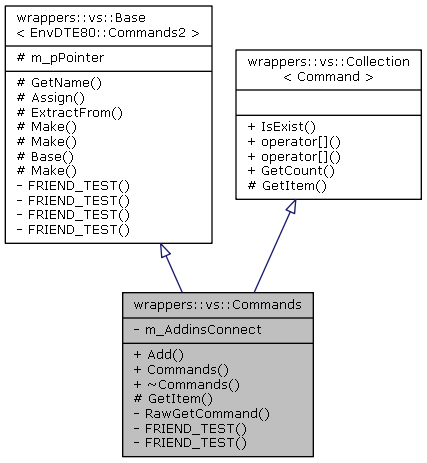 wrappers::vs::Base
< EnvDTE80::Commands2 >
# m_pPointer
# GetName()
# Assign()
# ExtractFrom()
# Make()
# Make()
# Base()
# Make()
- FRIEND_TEST()
- FRIEND_TEST()
- FRIEND_TEST()
- FRIEND_TEST()
wrappers::vs::Collection
< Command >
+ IsExist()
+ operator[]()
+ operator[]()
+ GetCount()
# GetItem()
wrappers::vs::Commands
- m_AddinsConnect
+ Add()
+ Commands()
+ ~Commands()
# GetItem()
- RawGetCommand()
- FRIEND_TEST()
- FRIEND_TEST()